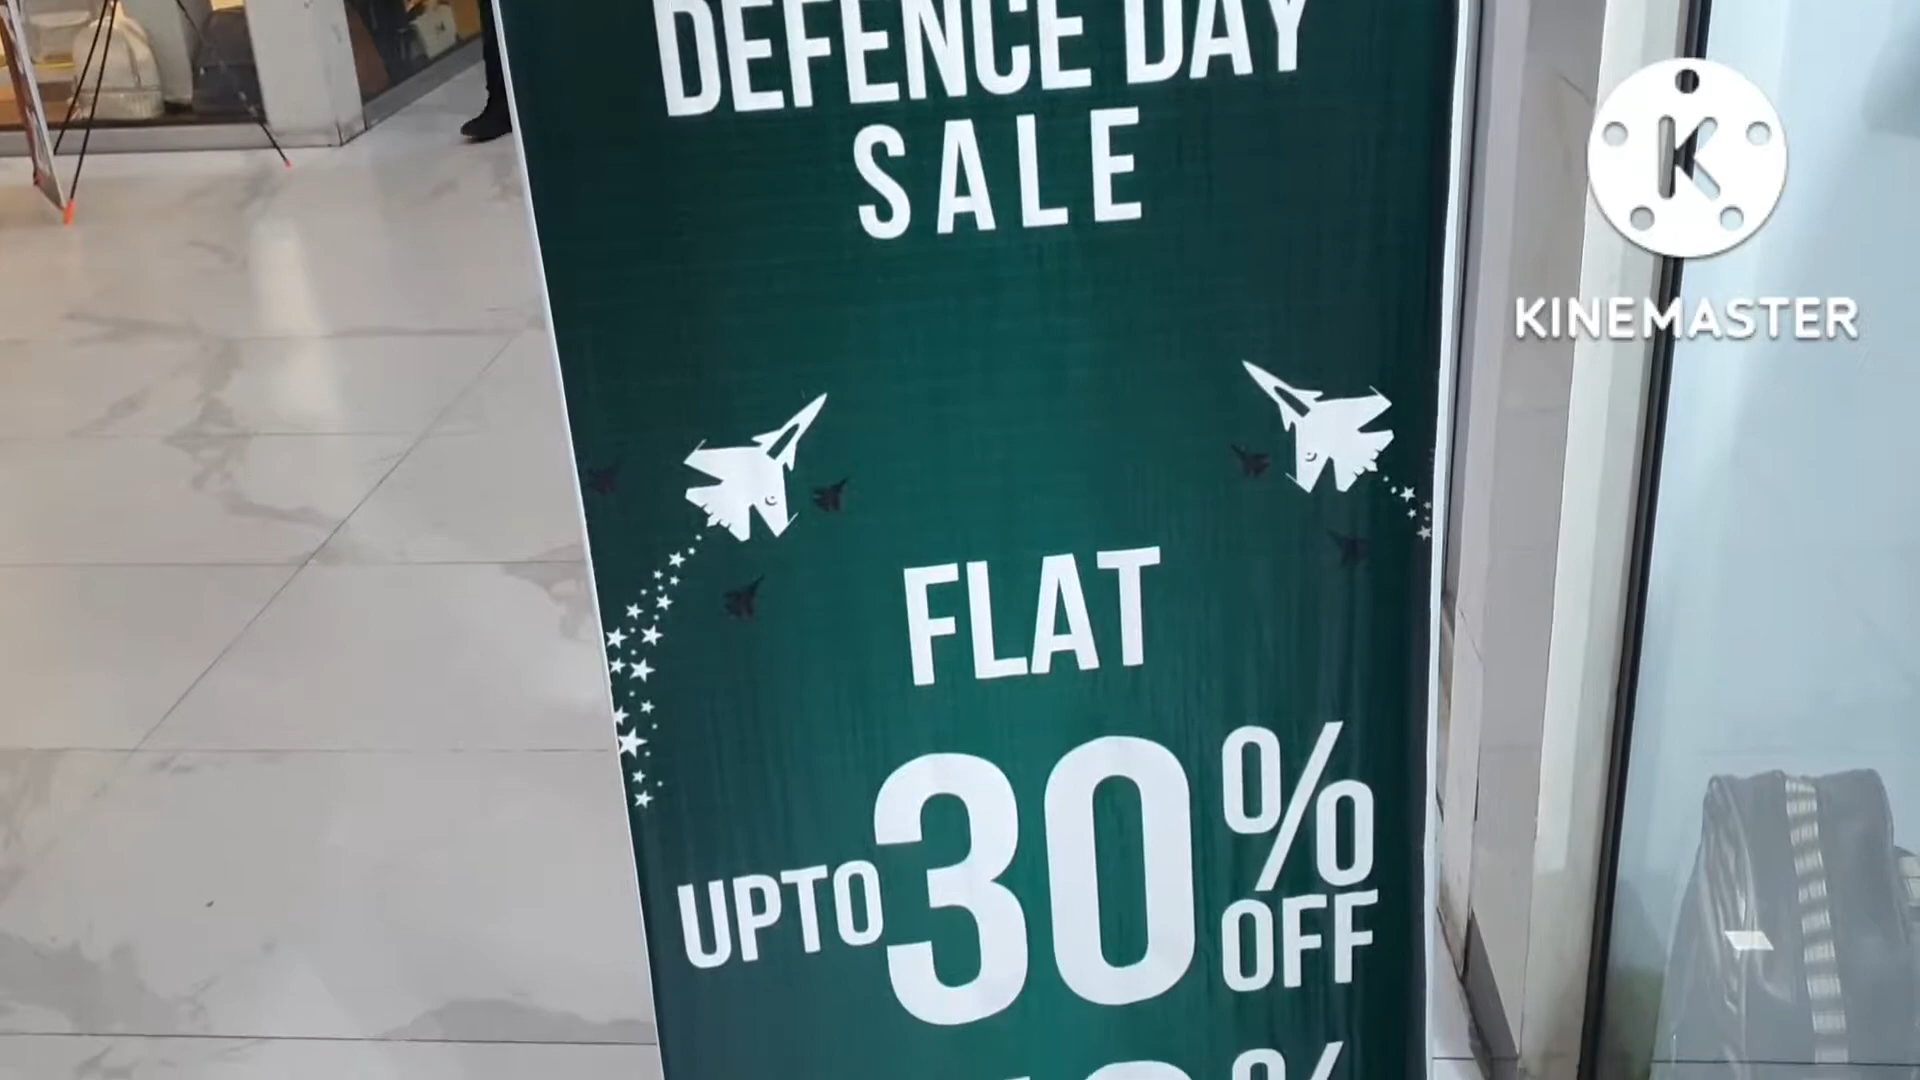 DEFENCE DAY
SALE
FLAT
UPTO 30% OFF
K
KINEMASTER